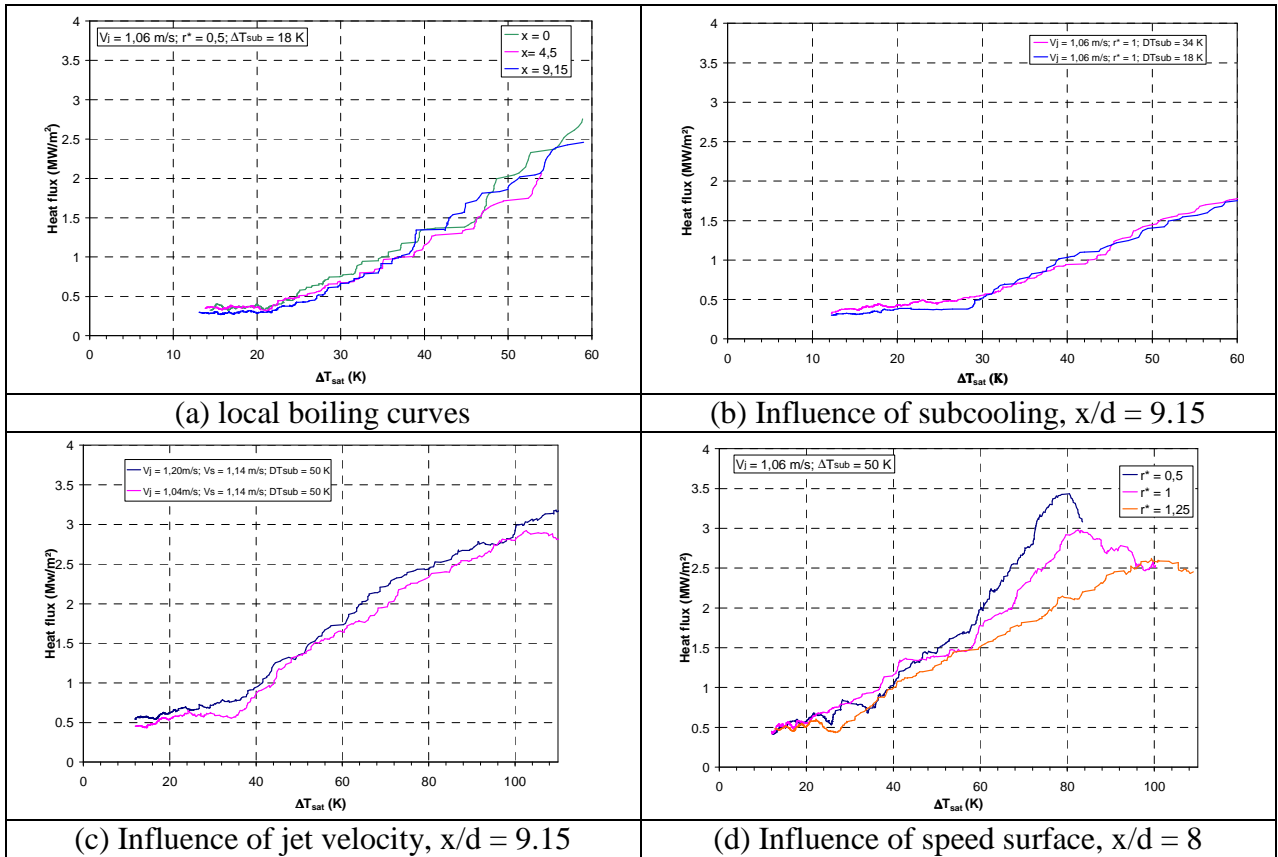 4
3.5
3
2.5
2
1.5
1
0.5
0
Heat flux (MW/m²)
Vj = 1,06 m/s; r* = 0,5; ΔTsub = 18 K
x = 0
x= 4,5
x = 9,15
0 10 20 30 40 50 60
ΔTsat (K)
(a) local boiling curves
4
3.5
3
2.5
2
1.5
1
0.5
0
Heat flux (MW/m²)
Vj = 1,06 m/s; r* = 1; DTsub = 34 K
Vj = 1,06 m/s; r* = 1; DTsub = 18 K
0 10 20 30 40 50 60
ΔTsat (K)
(b) Influence of subcooling, x/d = 9.15
4
3.5
3
2.5
2
1.5
1
0.5
0
Heat flux (Mw/m²)
Vj = 1,20m/s; Vs = 1,14 m/s; DTsub = 50 K
Vj = 1,04m/s; Vs = 1,14 m/s; DTsub = 50 K
0 20 40 60 80 100
ΔTsat (K)
(c) Influence of jet velocity, x/d = 9.15
4
3.5
3
2.5
2
1.5
1
0.5
0
Heat flux (MW/m²)
Vj = 1,06 m/s; ΔTsub = 50 K
r* = 0,5
r* = 1
r* = 1,25
0 20 40 60 80 100
ΔTsat (K)
(d) Influence of speed surface, x/d = 8